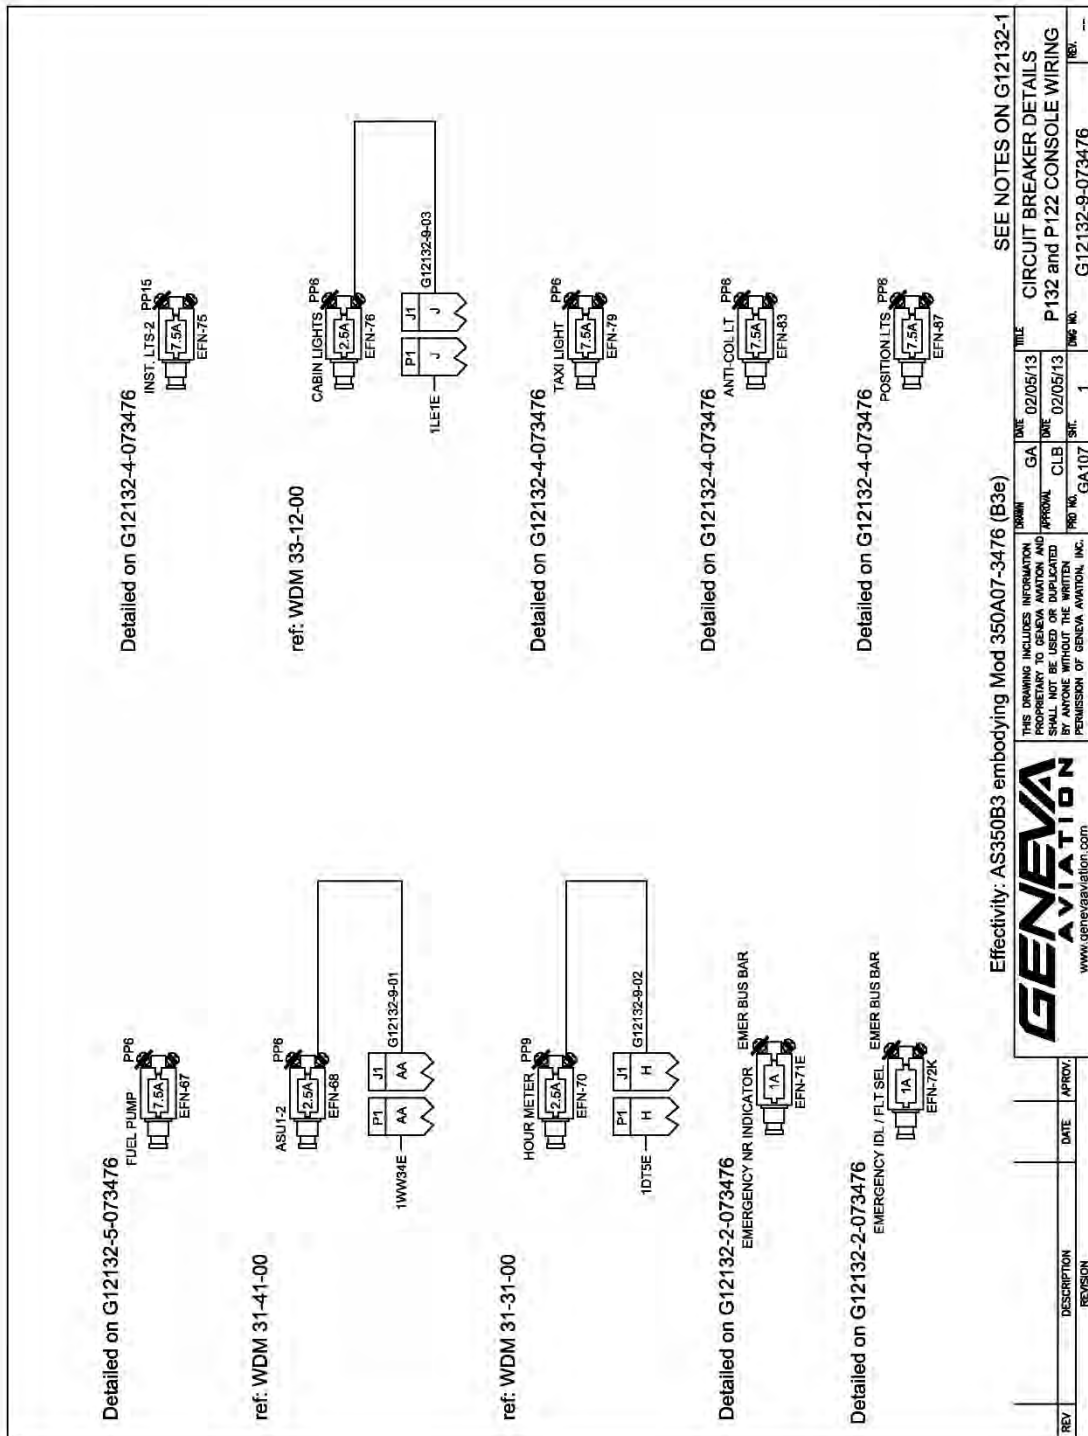 Detailed on G12132-5-073476
FUEL PUMP
PP6
7.5A
EFN-67
ref: WDM 31-41-00
ASU1-2
PP6
2.5A
EFN-68
P1
J1
1WW34E
AA
AA
G12132-9-01
ref: WDM 31-31-00
HOUR METER
PP9
2.5A
EFN-70
P1
J1
1DT5E
H
H
G12132-9-02
Detailed on G12132-2-073476
EMERGENCY NR INDICATOR
EMER BUS BAR
1A
EFN-71E
Detailed on G12132-2-073476
EMERGENCY IDL / FLT SEL
EMER BUS BAR
1A
EFN-72K
Detailed on G12132-4-073476
INST. LTS-2
PP15
7.5A
EFN-75
ref: WDM 33-12-00
CABIN LIGHTS
PP6
2.5A
EFN-76
P1
J1
1LE1E
J
J
G12132-9-03
Detailed on G12132-4-073476
TAXI LIGHT
PP6
7.5A
EFN-79
Detailed on G12132-4-073476
ANTI-COL LT
PP6
7.5A
EFN-83
Detailed on G12132-4-073476
POSITION LTS
PP6
7.5A
EFN-87
Effectivity: AS350B3 embodying Mod 350A07-3476 (B3e)
SEE NOTES ON G12132-1
REV
DESCRIPTION
DATE
APROV.
REVISION
GENEVA
AVIATION
www.genevaaviation.com
THIS DRAWING INCLUDES INFORMATION
PROPRIETARY TO GENEVA AVIATION AND
SHALL NOT BE USED OR DUPLICATED
BY ANYONE WITHOUT THE WRITTEN
PERMISSION OF GENEVA AVIATION, INC.
DRAWN
GA
DATE
02/05/13
APPROVAL
CLB
DATE
02/05/13
PRD NO.
GA107
SHT.
1
TITLE
CIRCUIT BREAKER DETAILS
P132 and P122 CONSOLE WIRING
DWG NO.
G12132-9-073476
REV.
--